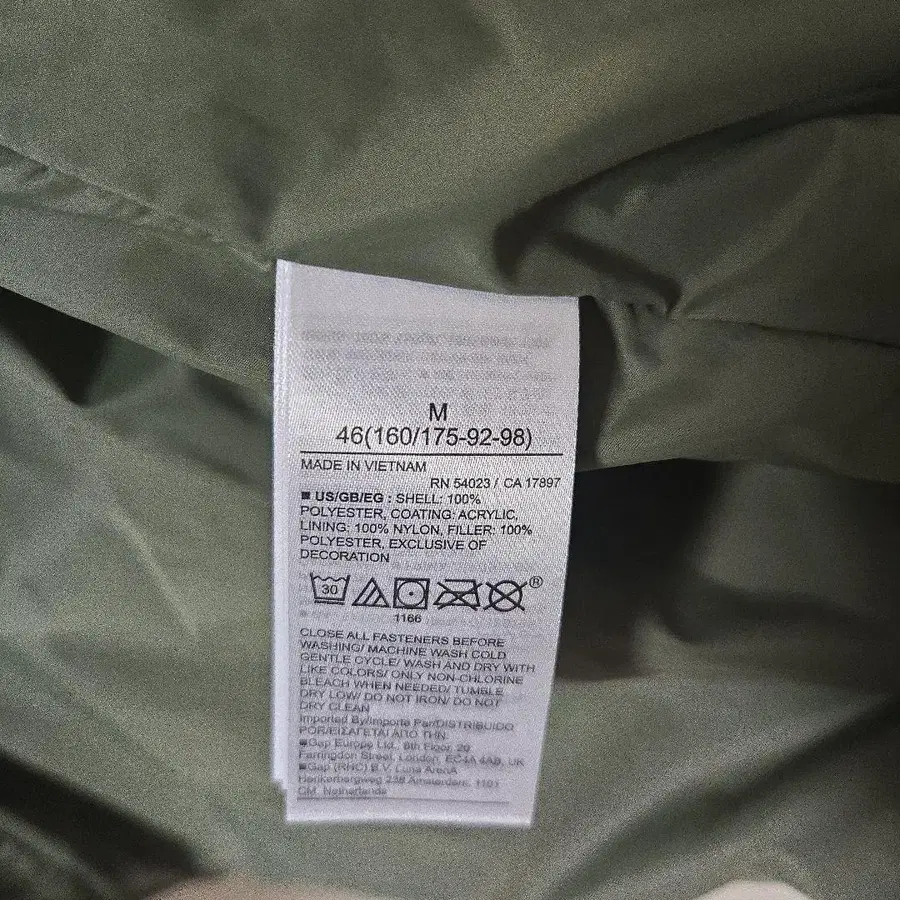 M
46(160/175-92-98)
MADE IN VIETNAM
RN 54023 / CA 17897
■ US/GB/EG : SHELL: 100%
POLYESTER, COATING: ACRYLIC,
LINING: 100% NYLON, FILLER: 100%
POLYESTER, EXCLUSIVE OF
DECORATION
30
®
1166
CLOSE ALL FASTENERS BEFORE
WASHING/ MACHINE WASH COLD
GENTLE CYCLE/ WASH AND DRY WITH
LIKE COLORS/ ONLY NON-CHLORINE
BLEACH WHEN NEEDED/ TUMBLE
DRY LOW/ DO NOT IRON/ DO NOT
DRY CLEAN
Imported By/Importe Par/DISTRIBUIDO
POR/ΕΙΣΑΓΕΤΑΙ ΑΠΟ ΤΗΝ
■Gap Europe Ltd., 8th Floor, 20
Farringdon Street, London, EC4A 4AB, UK
■Gap (RHC) B.V. Luna ArenA
Herikerbergweg 238 Amsterdam, 1101
CM, Netherlands